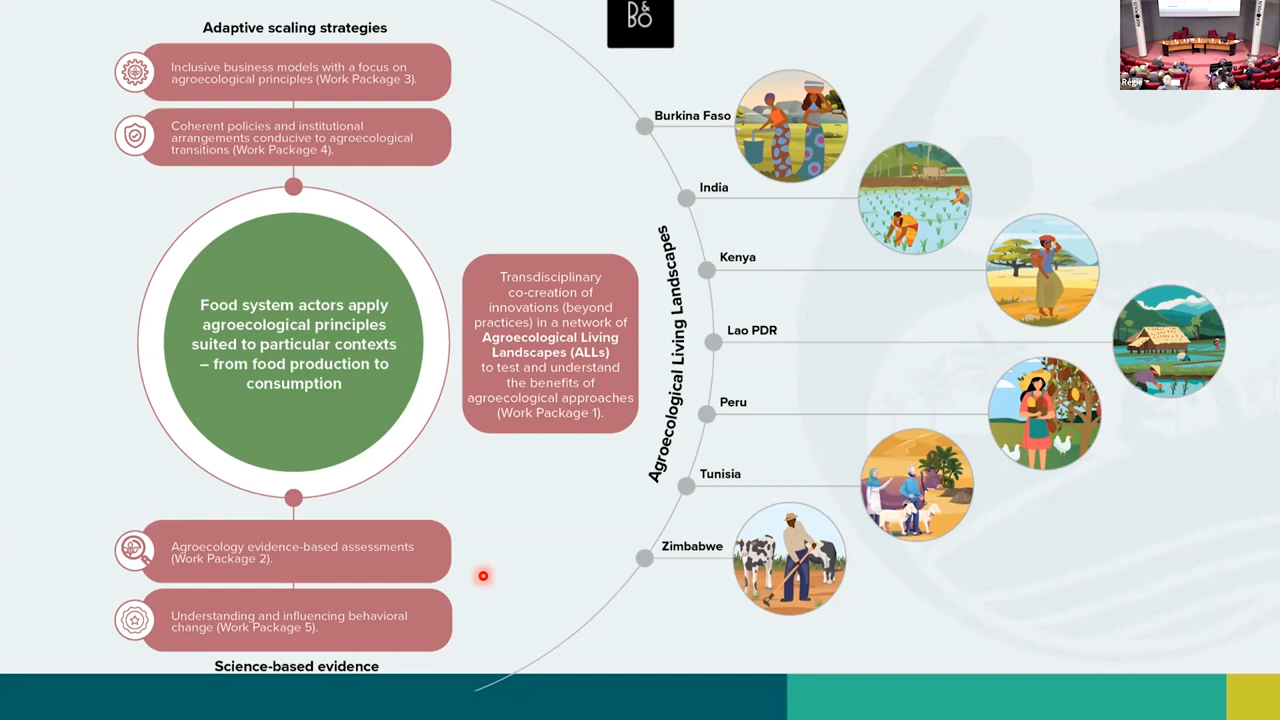 Adaptive scaling strategies
Inclusive business models with a focus on
agroecological principles (Work Package 3).
Coherent policies and institutional
arrangements conducive to agroecological
transitions (Work Package 4).
Food system actors apply
agroecological principles
suited to particular contexts
– from food production to
consumption
Agroecology evidence-based assessments
(Work Package 2).
Understanding and influencing behavioral
change (Work Package 5).
Science-based evidence
Transdisciplinary
co-creation of
innovations (beyond
practices) in a network of
Agroecological Living
Landscapes (ALLs)
to test and understand
the benefits of
agroecological approaches
(Work Package 1).
Agroecological Living Landscapes
Burkina Faso
India
Kenya
Lao PDR
Peru
Tunisia
Zimbabwe
D&BO
Régie